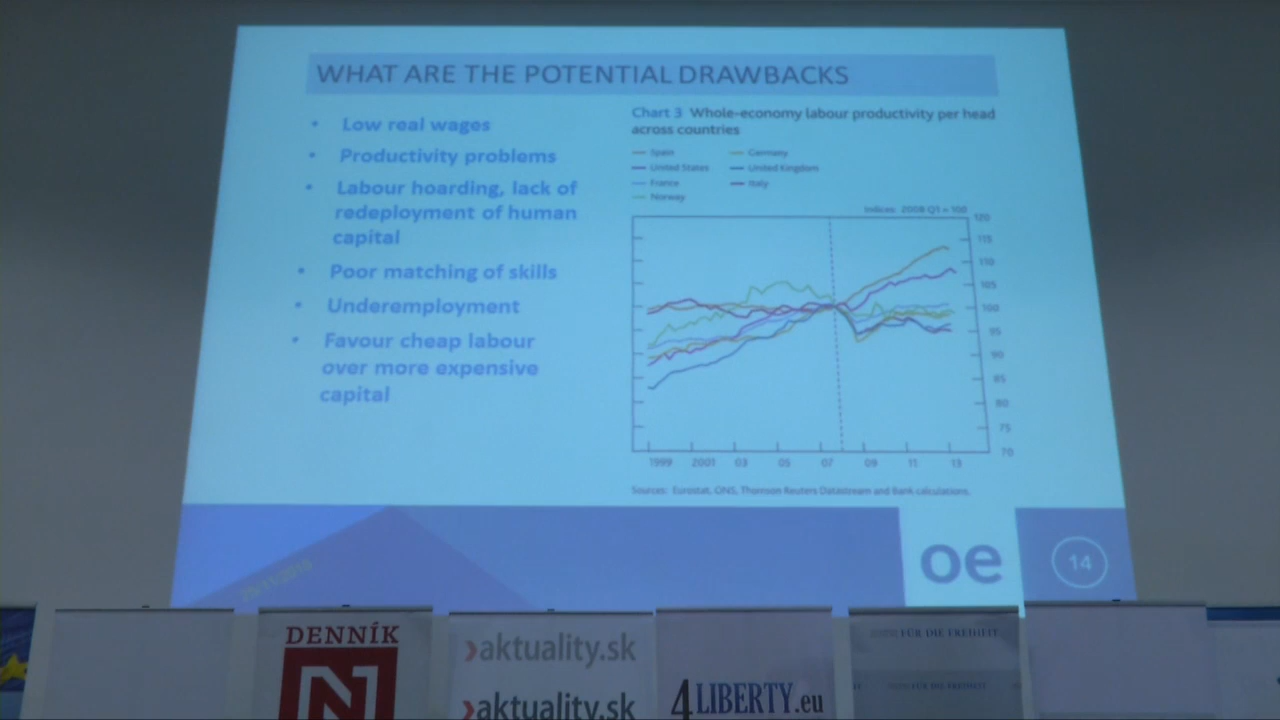 WHAT ARE THE POTENTIAL DRAWBACKS
• Low real wages
• Productivity problems
• Labour hoarding, lack of
redeployment of human
capital
• Poor matching of skills
• Underemployment
• Favour cheap labour
over more expensive
capital
Chart 3 Whole-economy labour productivity per head
across countries
Spain Germany
United States United Kingdom
France Italy
Norway
Indices: 2008 Q1 = 100
120
115
110
105
100
95
90
85
80
75
70
1999 2001 03 05 07 09 11 13
Sources: Eurostat, ONS, Thomson Reuters Datastream and Bank calculations.
oe
14
DENNÍK
N
aktuality.sk
aktuality.sk
4LIBERTY.eu
FÜR DIE FREIHEIT
FÜR DIE FREIHEIT